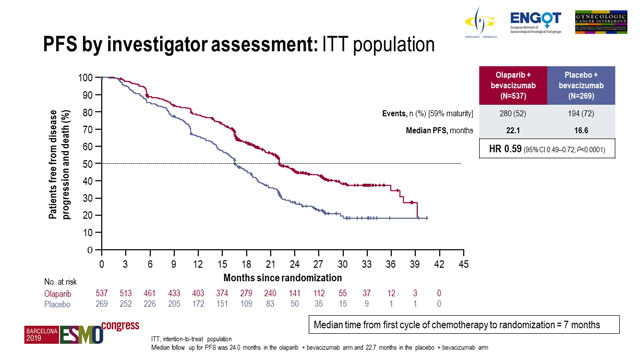 ENGOT
European Network of
Gynaecological Oncological Trial groups
GYNECOLOGIC
CANCER INTERGROUP
PFS by investigator assessment: ITT population
Olaparib + bevacizumab (N=537)
Placebo + bevacizumab (N=269)
Events, n (%) [59% maturity] 280 (52) 194 (72)
Median PFS, months 22.1 16.6
HR 0.59 (95% CI 0.49–0.72; P<0.0001)
Patients free from disease
progression and death (%)
100
90
80
70
60
50
40
30
20
10
0
0 3 6 9 12 15 18 21 24 27 30 33 36 39 42 45
Months since randomization
No. at risk
Olaparib 537 513 461 433 403 374 279 240 141 112 55 37 12 3 0
Placebo 269 252 226 205 172 151 109 83 50 35 15 9 1 1 0
Median time from first cycle of chemotherapy to randomization = 7 months
BARCELONA
2019
ESMO congress
ITT, intention-to-treat population
Median follow up for PFS was 24.0 months in the olaparib + bevacizumab arm and 22.7 months in the placebo + bevacizumab arm